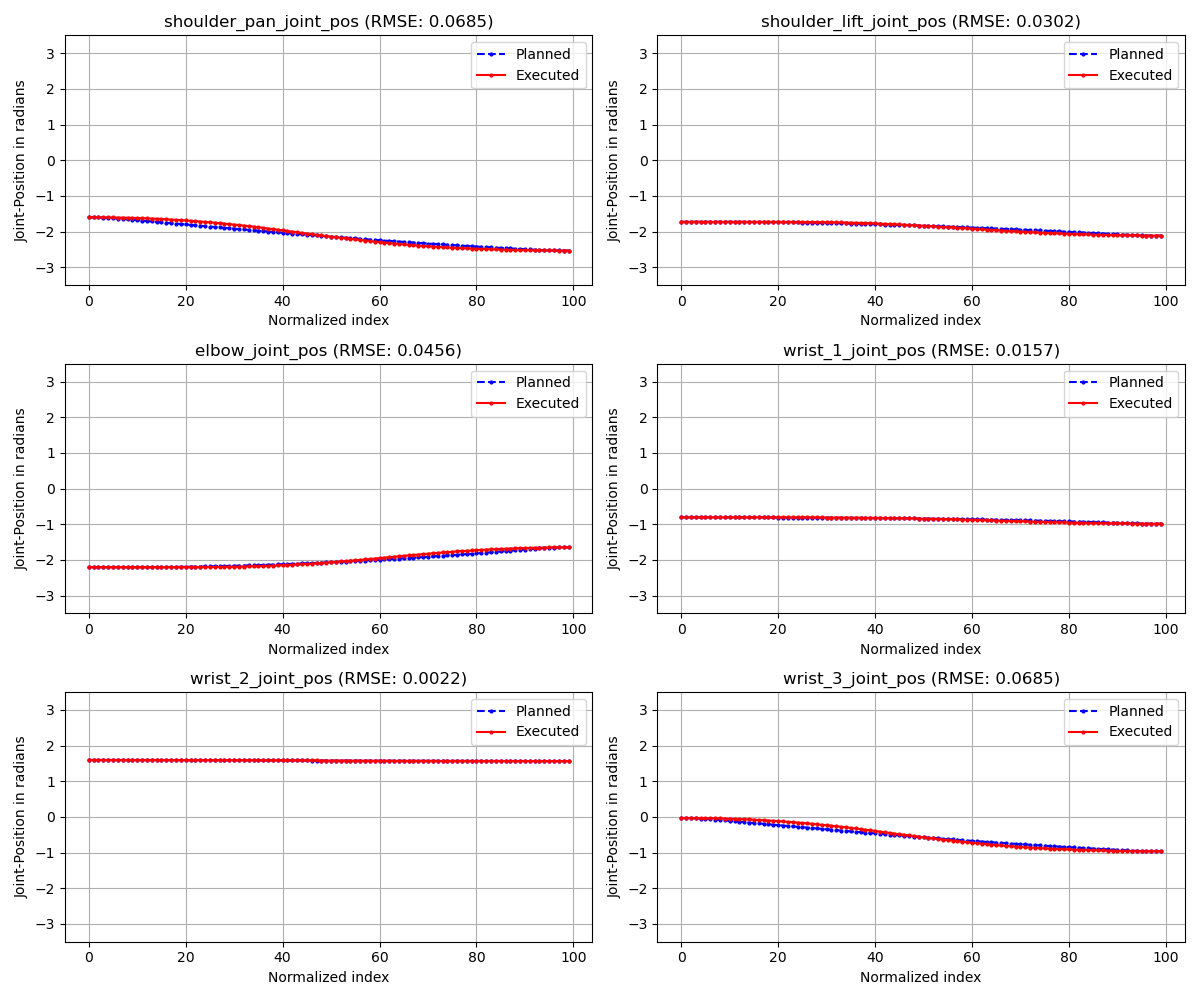 shoulder_pan_joint_pos (RMSE: 0.0685)
Joint-Position in radians
3
2
1
0
−1
−2
−3
Planned
Executed
0 20 40 60 80 100
Normalized index
shoulder_lift_joint_pos (RMSE: 0.0302)
Joint-Position in radians
3
2
1
0
−1
−2
−3
Planned
Executed
0 20 40 60 80 100
Normalized index
elbow_joint_pos (RMSE: 0.0456)
Joint-Position in radians
3
2
1
0
−1
−2
−3
Planned
Executed
0 20 40 60 80 100
Normalized index
wrist_1_joint_pos (RMSE: 0.0157)
Joint-Position in radians
3
2
1
0
−1
−2
−3
Planned
Executed
0 20 40 60 80 100
Normalized index
wrist_2_joint_pos (RMSE: 0.0022)
Joint-Position in radians
3
2
1
0
−1
−2
−3
Planned
Executed
0 20 40 60 80 100
Normalized index
wrist_3_joint_pos (RMSE: 0.0685)
Joint-Position in radians
3
2
1
0
−1
−2
−3
Planned
Executed
0 20 40 60 80 100
Normalized index